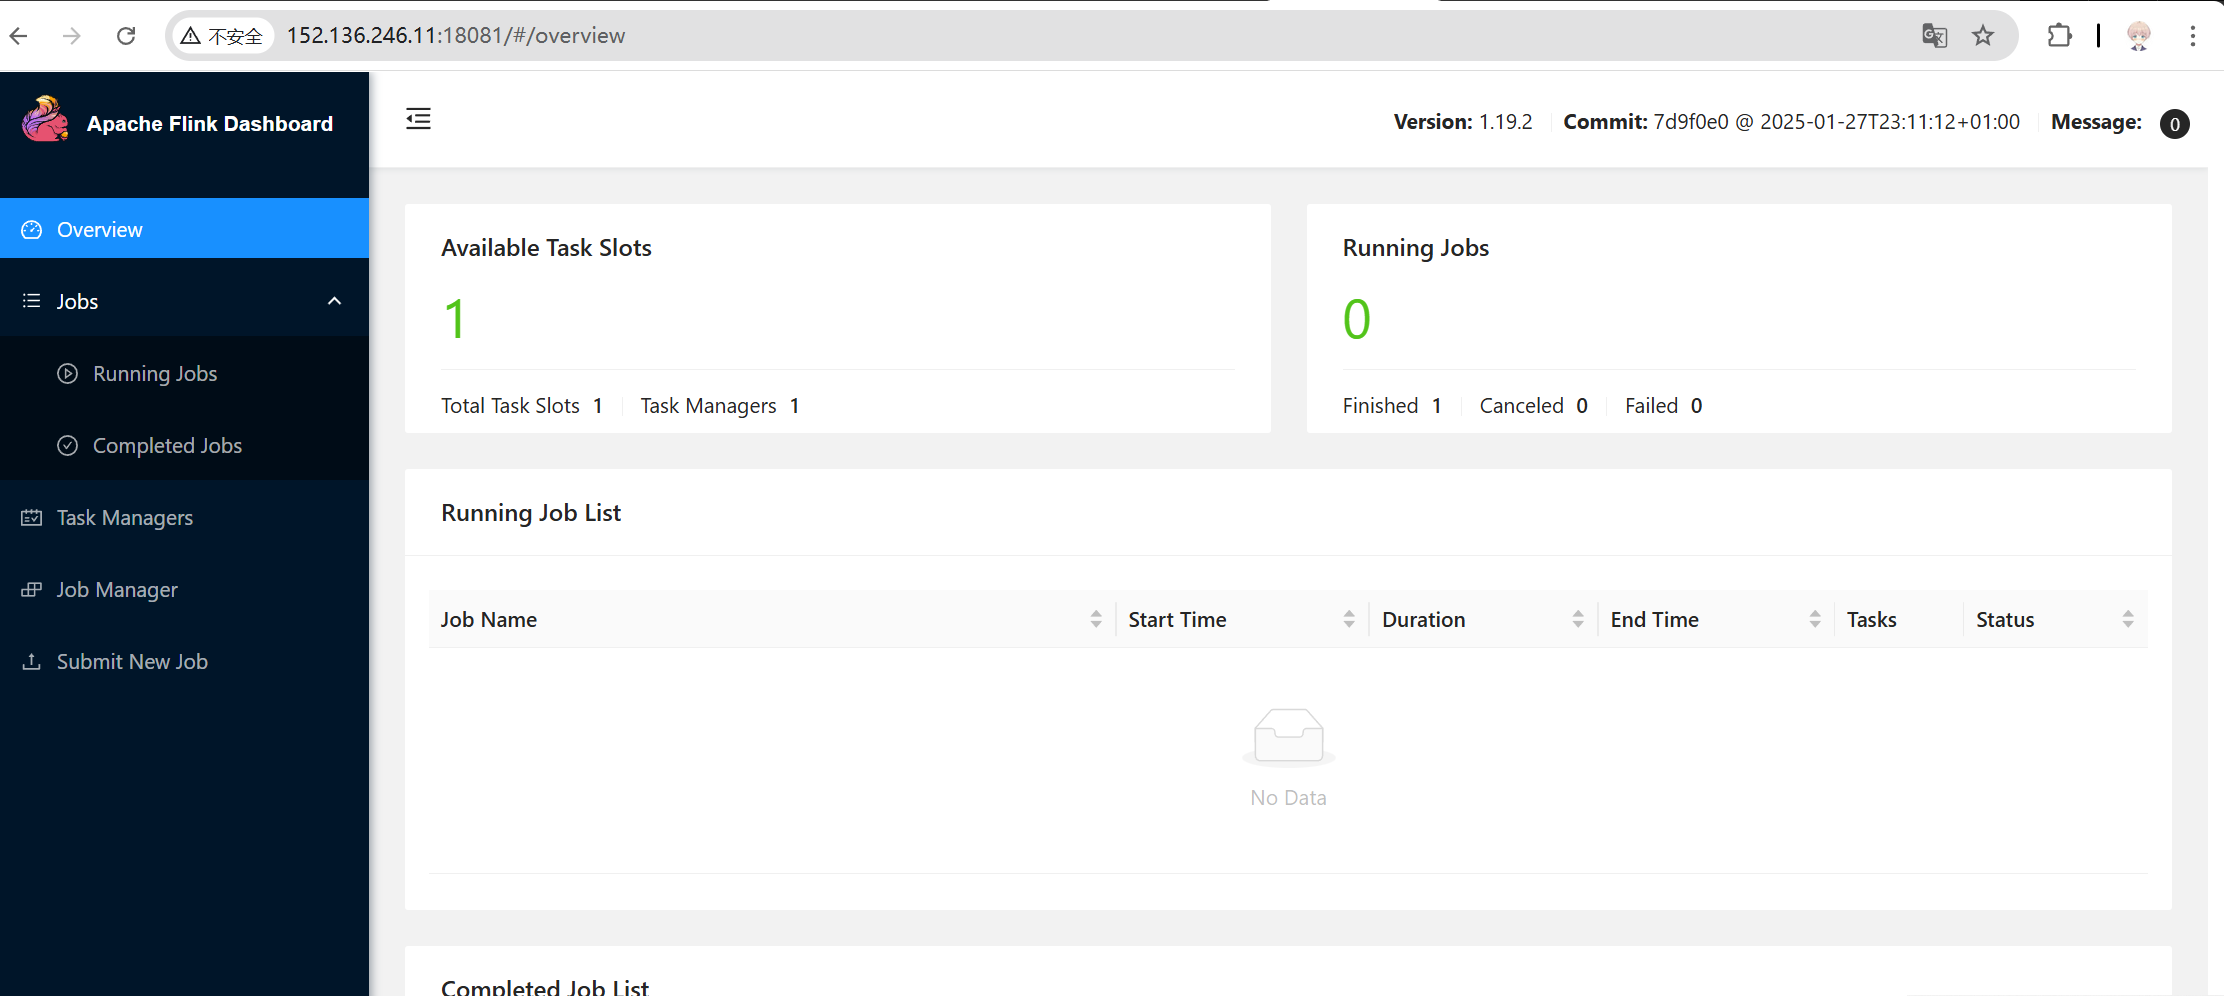 不安全 152.136.246.11:18081/#/overview
Apache Flink Dashboard
Version: 1.19.2 Commit: 7d9f0e0 @ 2025-01-27T23:11:12+01:00 Message: 0
Overview
Jobs
Running Jobs
Completed Jobs
Task Managers
Job Manager
Submit New Job
Available Task Slots
1
Total Task Slots 1 Task Managers 1
Running Jobs
0
Finished 1 Canceled 0 Failed 0
Running Job List
Job Name Start Time Duration End Time Tasks Status
No Data
Completed Job List